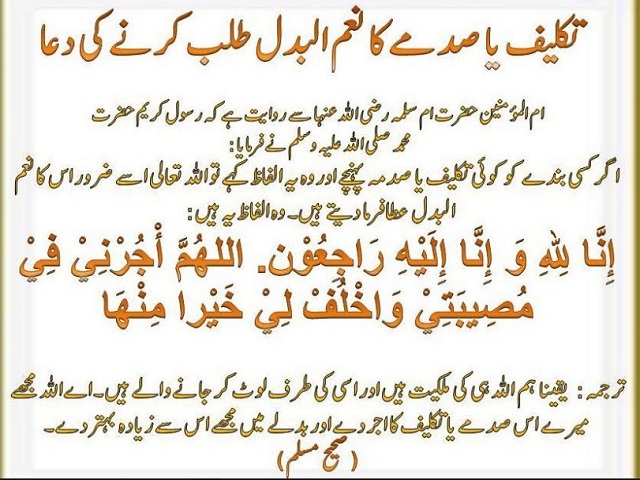 تکلیف یا صدمے کا نعم البدل طلب کرنے کی دعا
ام المؤمنین حضرت ام سلمہ رضی اللہ عنہا سے روایت ہے کہ رسول کریم حضرت
محمد صلی اللہ علیہ وسلم نے فرمایا:
اگر کسی بندے کو کوئی تکلیف یا صدمہ پہنچے اور وہ یہ الفاظ کہے تو اللہ تعالی اسے ضرور اس کا نعم
البدل عطا فرما دیتے ہیں۔ وہ الفاظ یہ ہیں:
إِنَّا لِلّٰهِ وَ إِنَّا إِلَيْهِ رَاجِعُوْن. اللهُمَّ أْجُرْنِيْ فِيْ
مُصِيبَتِيْ وَاخْلُفْ لِيْ خَيْرا مِنْهَا
ترجمہ: یقینا ہم اللہ ہی کی ملکیت ہیں اور اسی کی طرف لوٹ کر جانے والے ہیں۔ اے اللہ مجھے
میرے اس صدمے یا تکلیف کا اجر دے اور بدلے میں مجھے اس سے زیادہ بہتر دے۔
(صحیح مسلم)